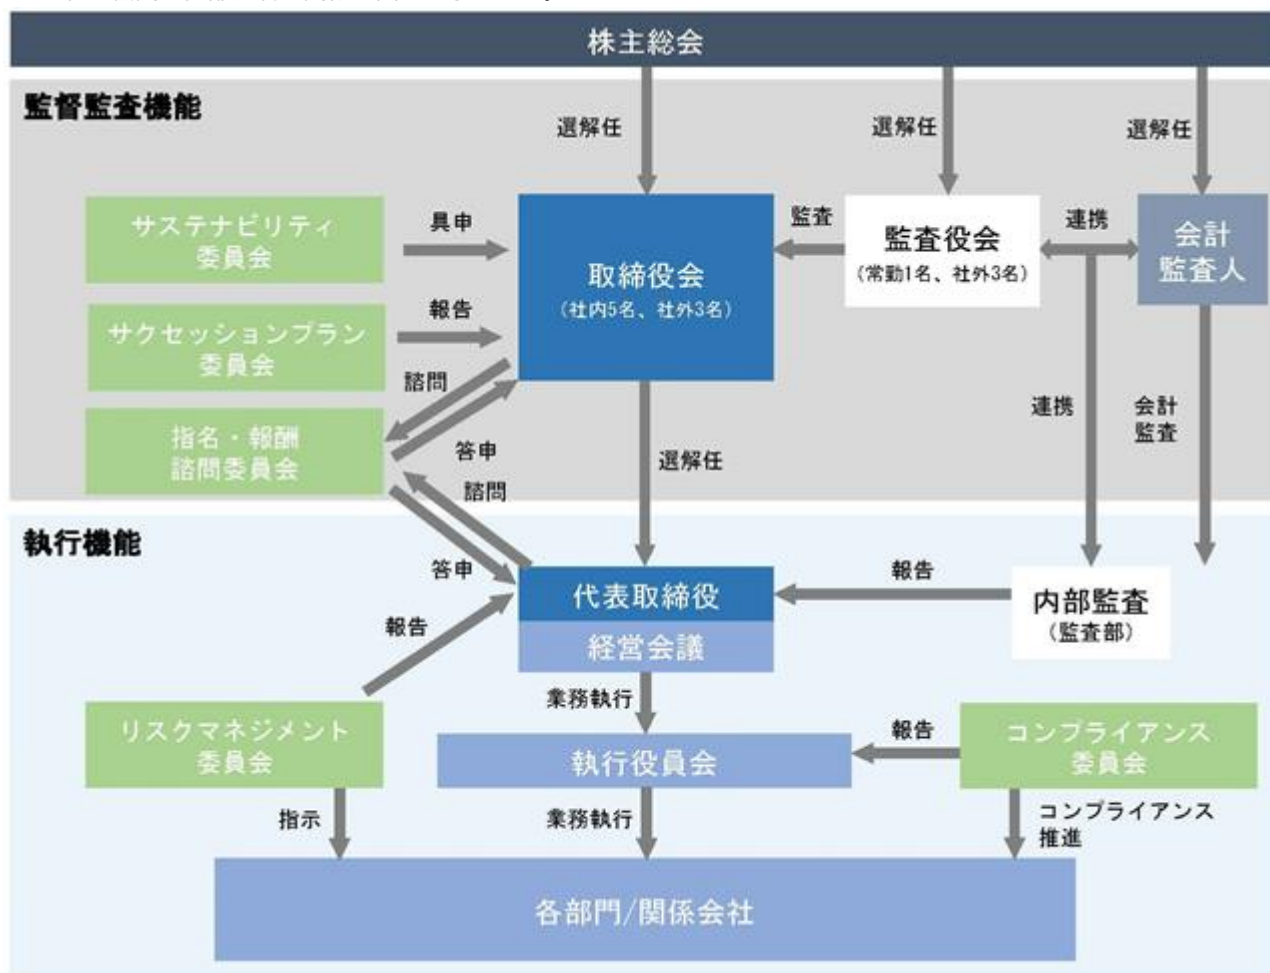 株主総会
監督監査機能
選解任
選解任
選解任
サステナビリティ
委員会
具申
取締役会
(社内5名、社外3名)
監査
監査役会
(常勤1名、社外3名)
連携
会計
監査人
サクセッションプラン
委員会
報告
諮問
指名・報酬
諮問委員会
答申
諮問
選解任
連携
会計
監査
執行機能
答申
代表取締役
経営会議
報告
内部監査
(監査部)
報告
業務執行
リスクマネジメント
委員会
執行役員会
報告
コンプライアンス
委員会
指示
業務執行
コンプライアンス
推進
各部門/関係会社